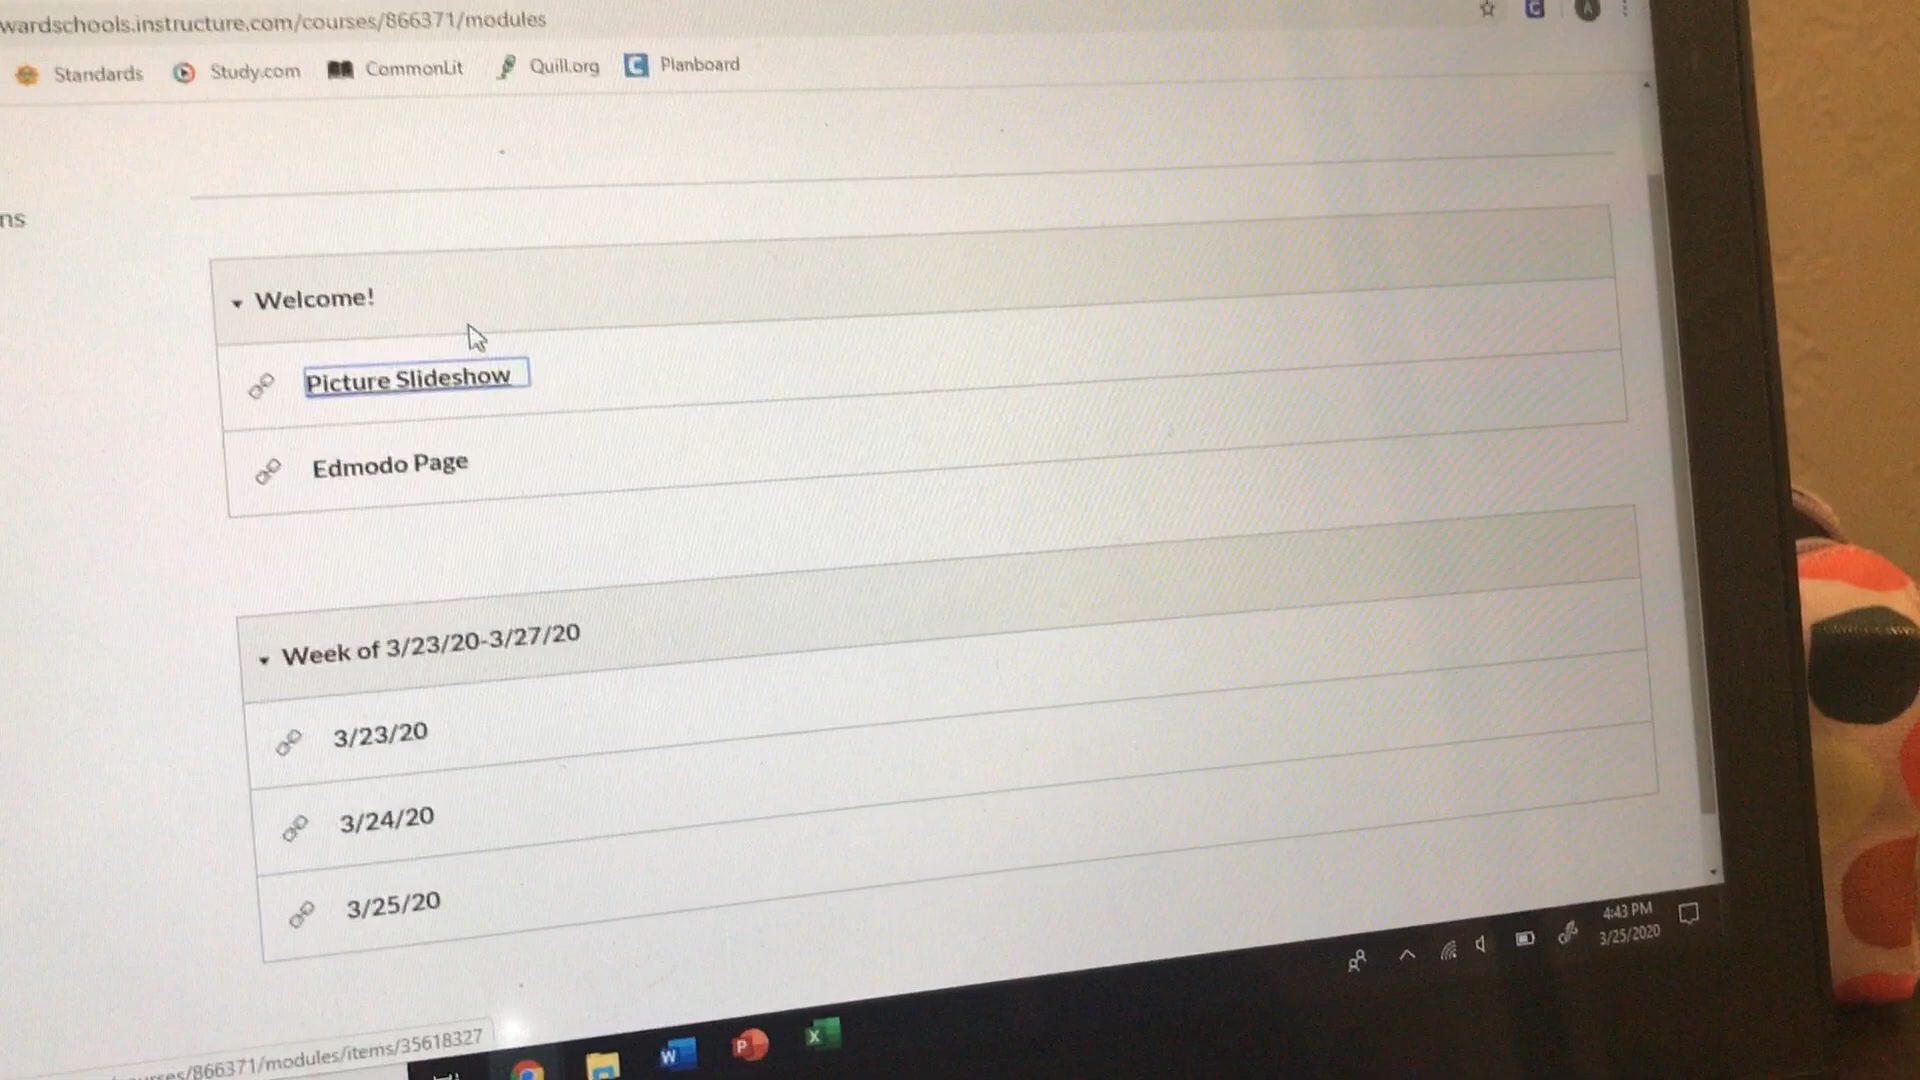 wardschools.instructure.com/courses/866371/modules
Standards Study.com CommonLit Quill.org Planboard
ns
Welcome!
Picture Slideshow
Edmodo Page
Week of 3/23/20-3/27/20
3/23/20
3/24/20
3/25/20
4:43 PM
3/25/2020
/866371/modules/items/35618327